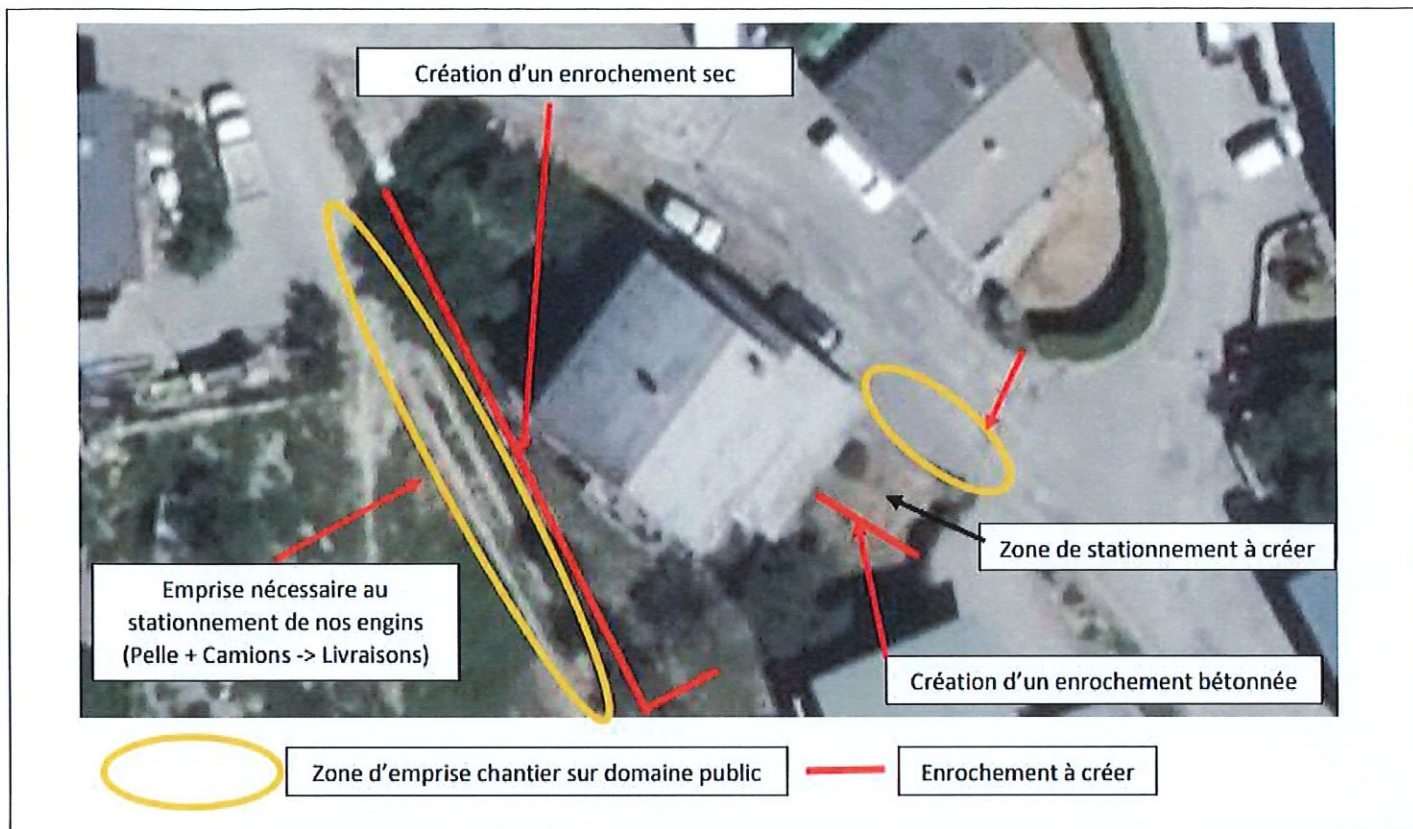 Création d'un enrochement sec
Zone de stationnement à créer
Emprise nécessaire au
stationnement de nos engins
(Pelle + Camions -> Livraisons)
Création d'un enrochement bétonnée
Zone d'emprise chantier sur domaine public
Enrochement à créer